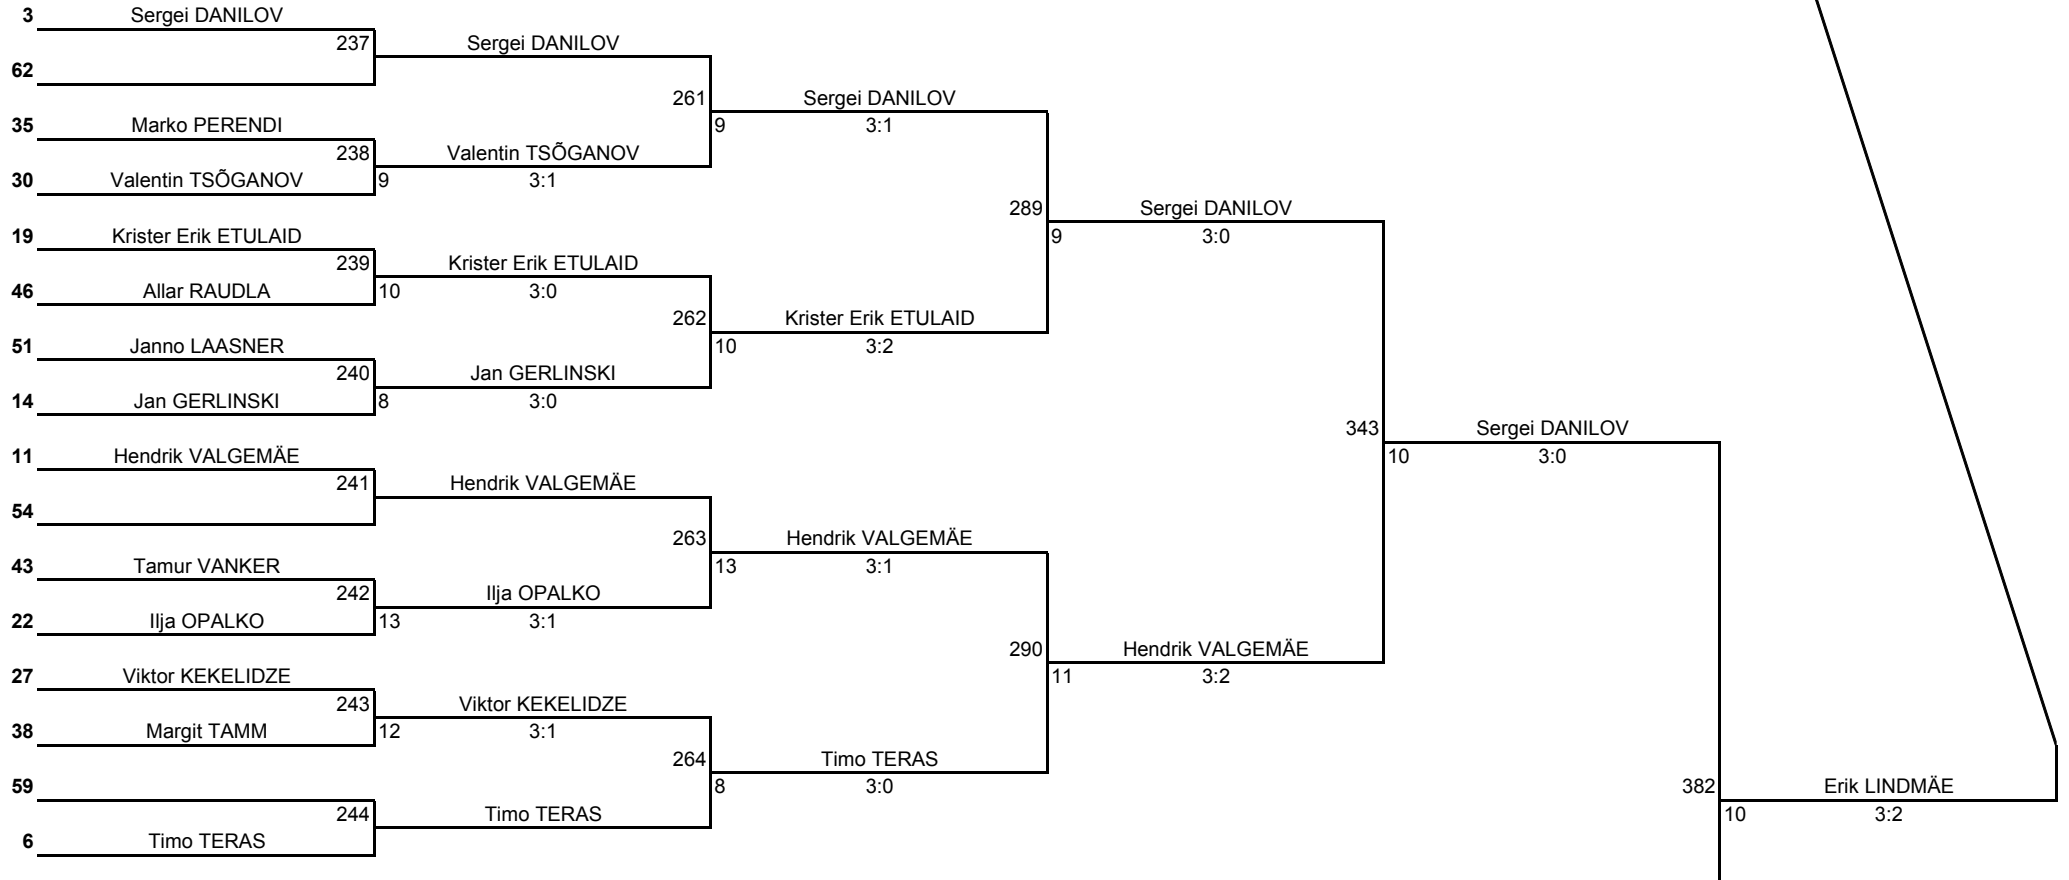 3 Sergei DANILOV
237 Sergei DANILOV
62
261 Sergei DANILOV
35 Marko PERENDI 9 3:1
238 Valentin TSÕGANOV
30 Valentin TSÕGANOV 9 3:1
289 Sergei DANILOV
19 Krister Erik ETULAID 9 3:0
239 Krister Erik ETULAID
46 Allar RAUDLA 10 3:0
262 Krister Erik ETULAID
51 Janno LAASNER 10 3:2
240 Jan GERLINSKI
14 Jan GERLINSKI 8 3:0
343 Sergei DANILOV
11 Hendrik VALGEMÄE 10 3:0
241 Hendrik VALGEMÄE
54
263 Hendrik VALGEMÄE
43 Tamur VANKER 13 3:1
242 Ilja OPALKO
22 Ilja OPALKO 13 3:1
290 Hendrik VALGEMÄE
27 Viktor KEKELIDZE 11 3:2
243 Viktor KEKELIDZE
38 Margit TAMM 12 3:1
264 Timo TERAS
59 8 3:0 382 Erik LINDMÄE
244 Timo TERAS 10 3:2
6 Timo TERAS